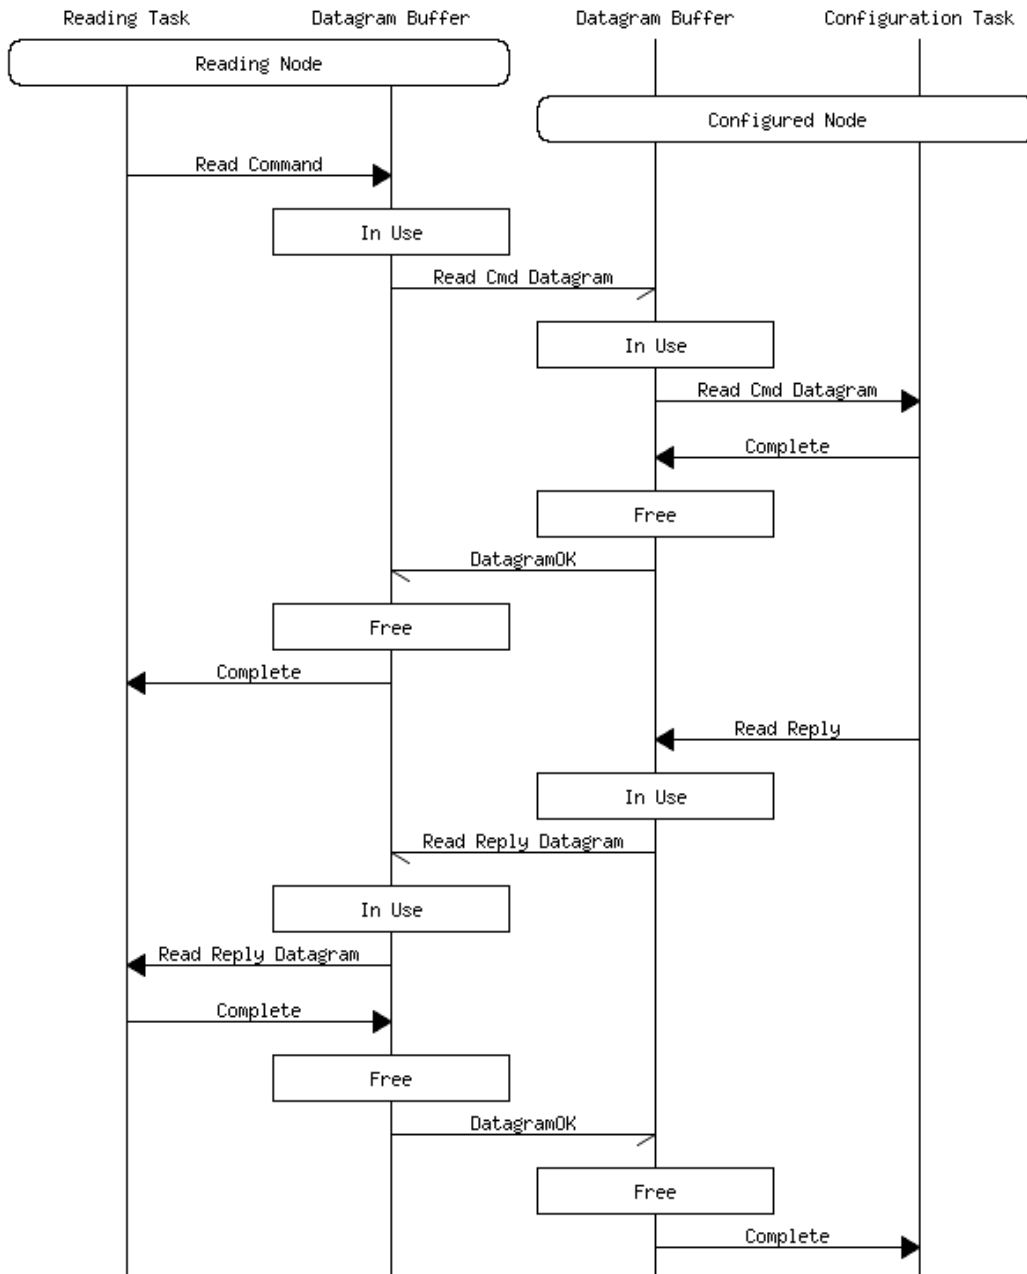 Reading Task
Datagram Buffer
Datagram Buffer
Configuration Task
Reading Node
Configured Node
Read Command
In Use
Read Cmd Datagram
In Use
Read Cmd Datagram
Complete
Free
DatagramOK
Free
Complete
Read Reply
In Use
Read Reply Datagram
In Use
Read Reply Datagram
Complete
Free
DatagramOK
Free
Complete